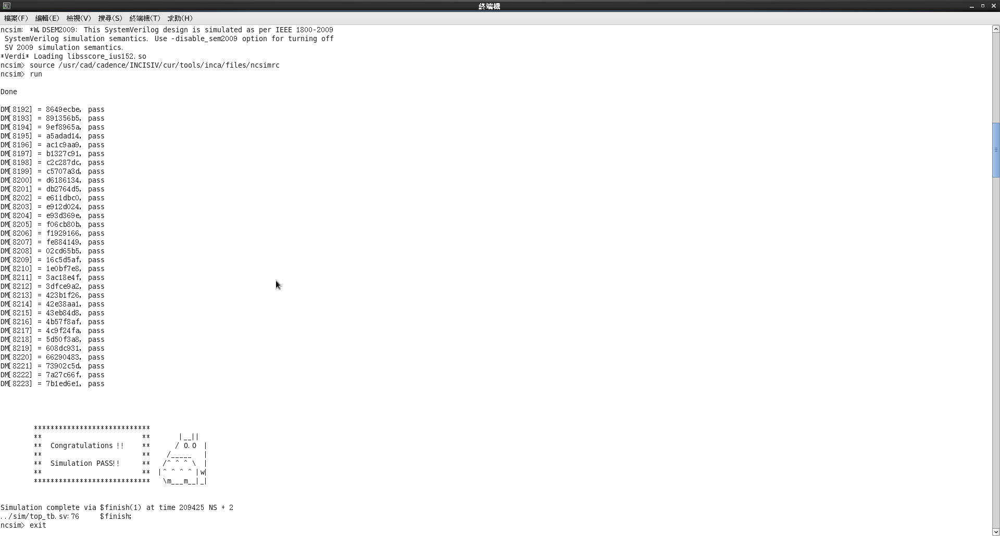 終端機
檔案(F) 編輯(E) 檢視(V) 搜尋(S) 終端機(T) 求助(H)
ncsim: *W,DSEM2009: This SystemVerilog design is simulated as per IEEE 1800-2009
SystemVerilog simulation semantics. Use -disable_sem2009 option for turning off
SV 2009 simulation semantics.
*Verdi* Loading libsscore_ius152.so
ncsim> source /usr/cad/cadence/INCISIV/cur/tools/inca/files/ncsimrc
ncsim> run
Done
DM[8192] = 8649ecbe, pass
DM[8193] = 891356b5, pass
DM[8194] = 9ef8965a, pass
DM[8195] = a5adad14, pass
DM[8196] = ac1c9aa9, pass
DM[8197] = b1327c91, pass
DM[8198] = c2c287dc, pass
DM[8199] = c5707a3d, pass
DM[8200] = d6186134, pass
DM[8201] = db2764d5, pass
DM[8202] = e611dbc0, pass
DM[8203] = e912d024, pass
DM[8204] = e93d369e, pass
DM[8205] = f06cb80b, pass
DM[8206] = f1929166, pass
DM[8207] = fe884149, pass
DM[8208] = 02cd65b5, pass
DM[8209] = 16c5d5af, pass
DM[8210] = 1e0bf7e8, pass
DM[8211] = 3ac18e4f, pass
DM[8212] = 3dfce9a2, pass
DM[8213] = 423b1f26, pass
DM[8214] = 42e38aa1, pass
DM[8215] = 43eb84d8, pass
DM[8216] = 4b57f8af, pass
DM[8217] = 4c9f24fa, pass
DM[8218] = 5d50f3a8, pass
DM[8219] = 608dc931, pass
DM[8220] = 66290483, pass
DM[8221] = 73902c5d, pass
DM[8222] = 7a27c66f, pass
DM[8223] = 7b1ed6e1, pass
****************************
**                        **       |__||
**  Congratulations !!    **      / O.O  |
**                        **    /_____   |
**  Simulation PASS!!     **   /^ ^ ^ \  |
**                        **  |^ ^ ^ ^ |w|
****************************   \m___m__|_|
Simulation complete via $finish(1) at time 209425 NS + 2
../sim/top_tb.sv:76     $finish;
ncsim> exit